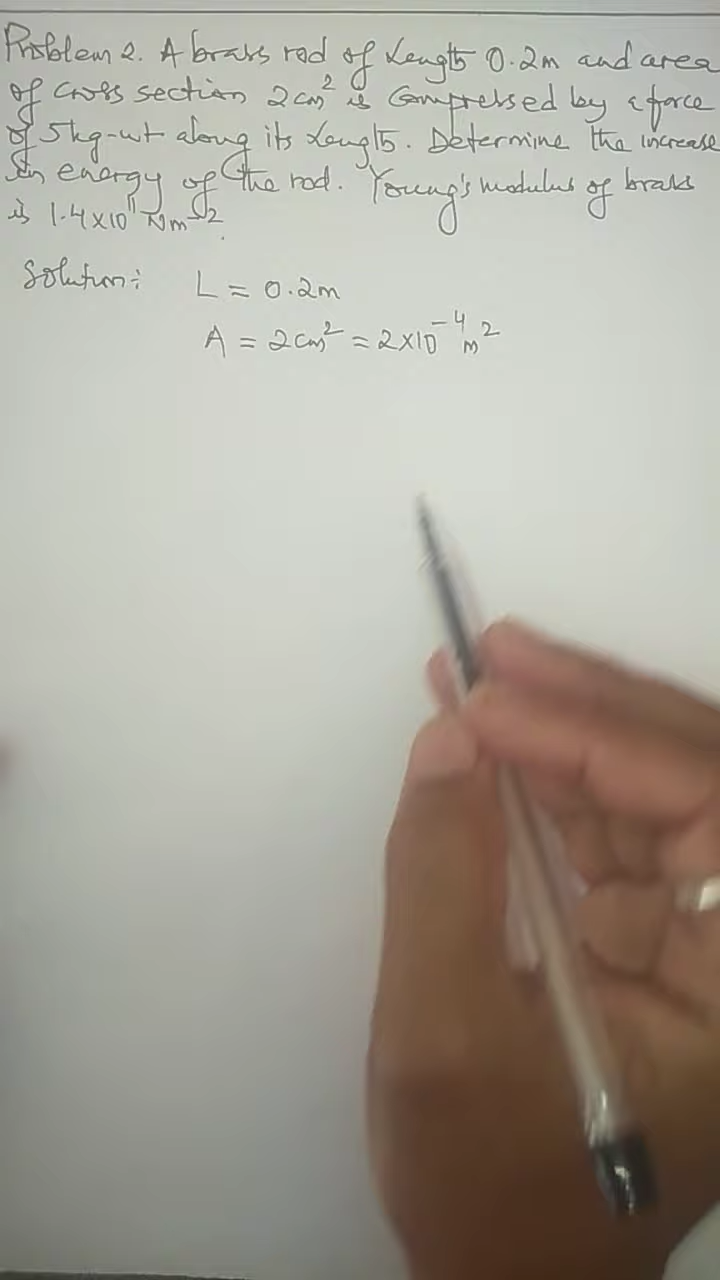 Problem 2. A brass rod of Length 0.2m and area
of cross section 2cm² is compressed by a force
of 5kg-wt along its Length. Determine the increase
in energy of the rod. Young's modulus of brass
is 1.4×10¹¹ Nm⁻².
Solution:- L = 0.2m
A = 2cm² = 2×10⁻⁴ m²